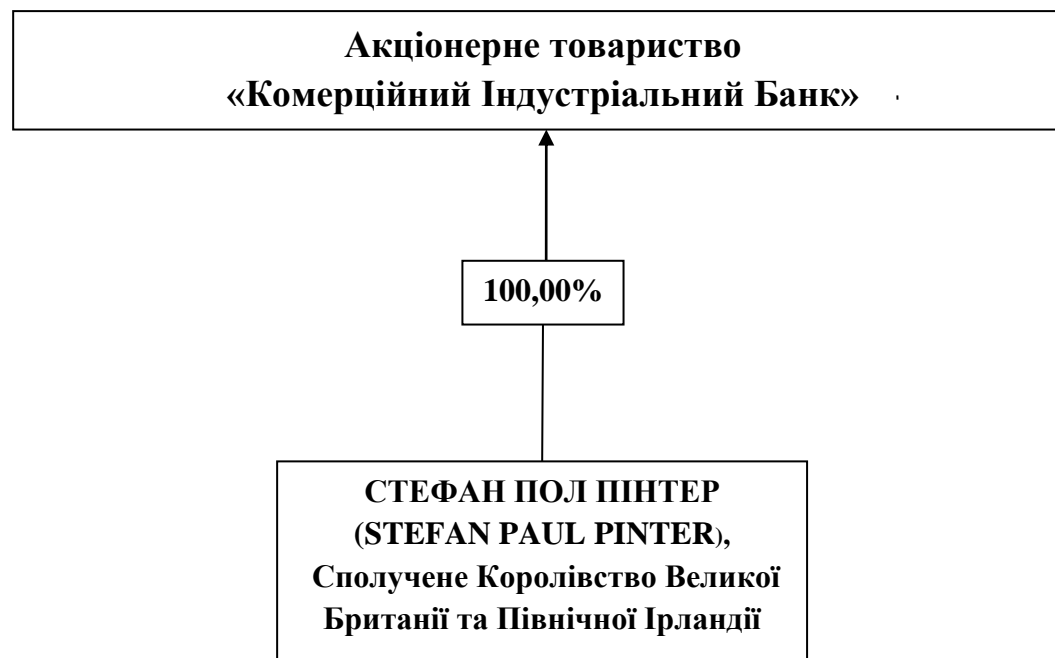 Акціонерне товариство
«Комерційний Індустріальний Банк»
100,00%
СТЕФАН ПОЛ ПІНТЕР
(STEFAN PAUL PINTER),
Сполучене Королівство Великої
Британії та Північної Ірландії